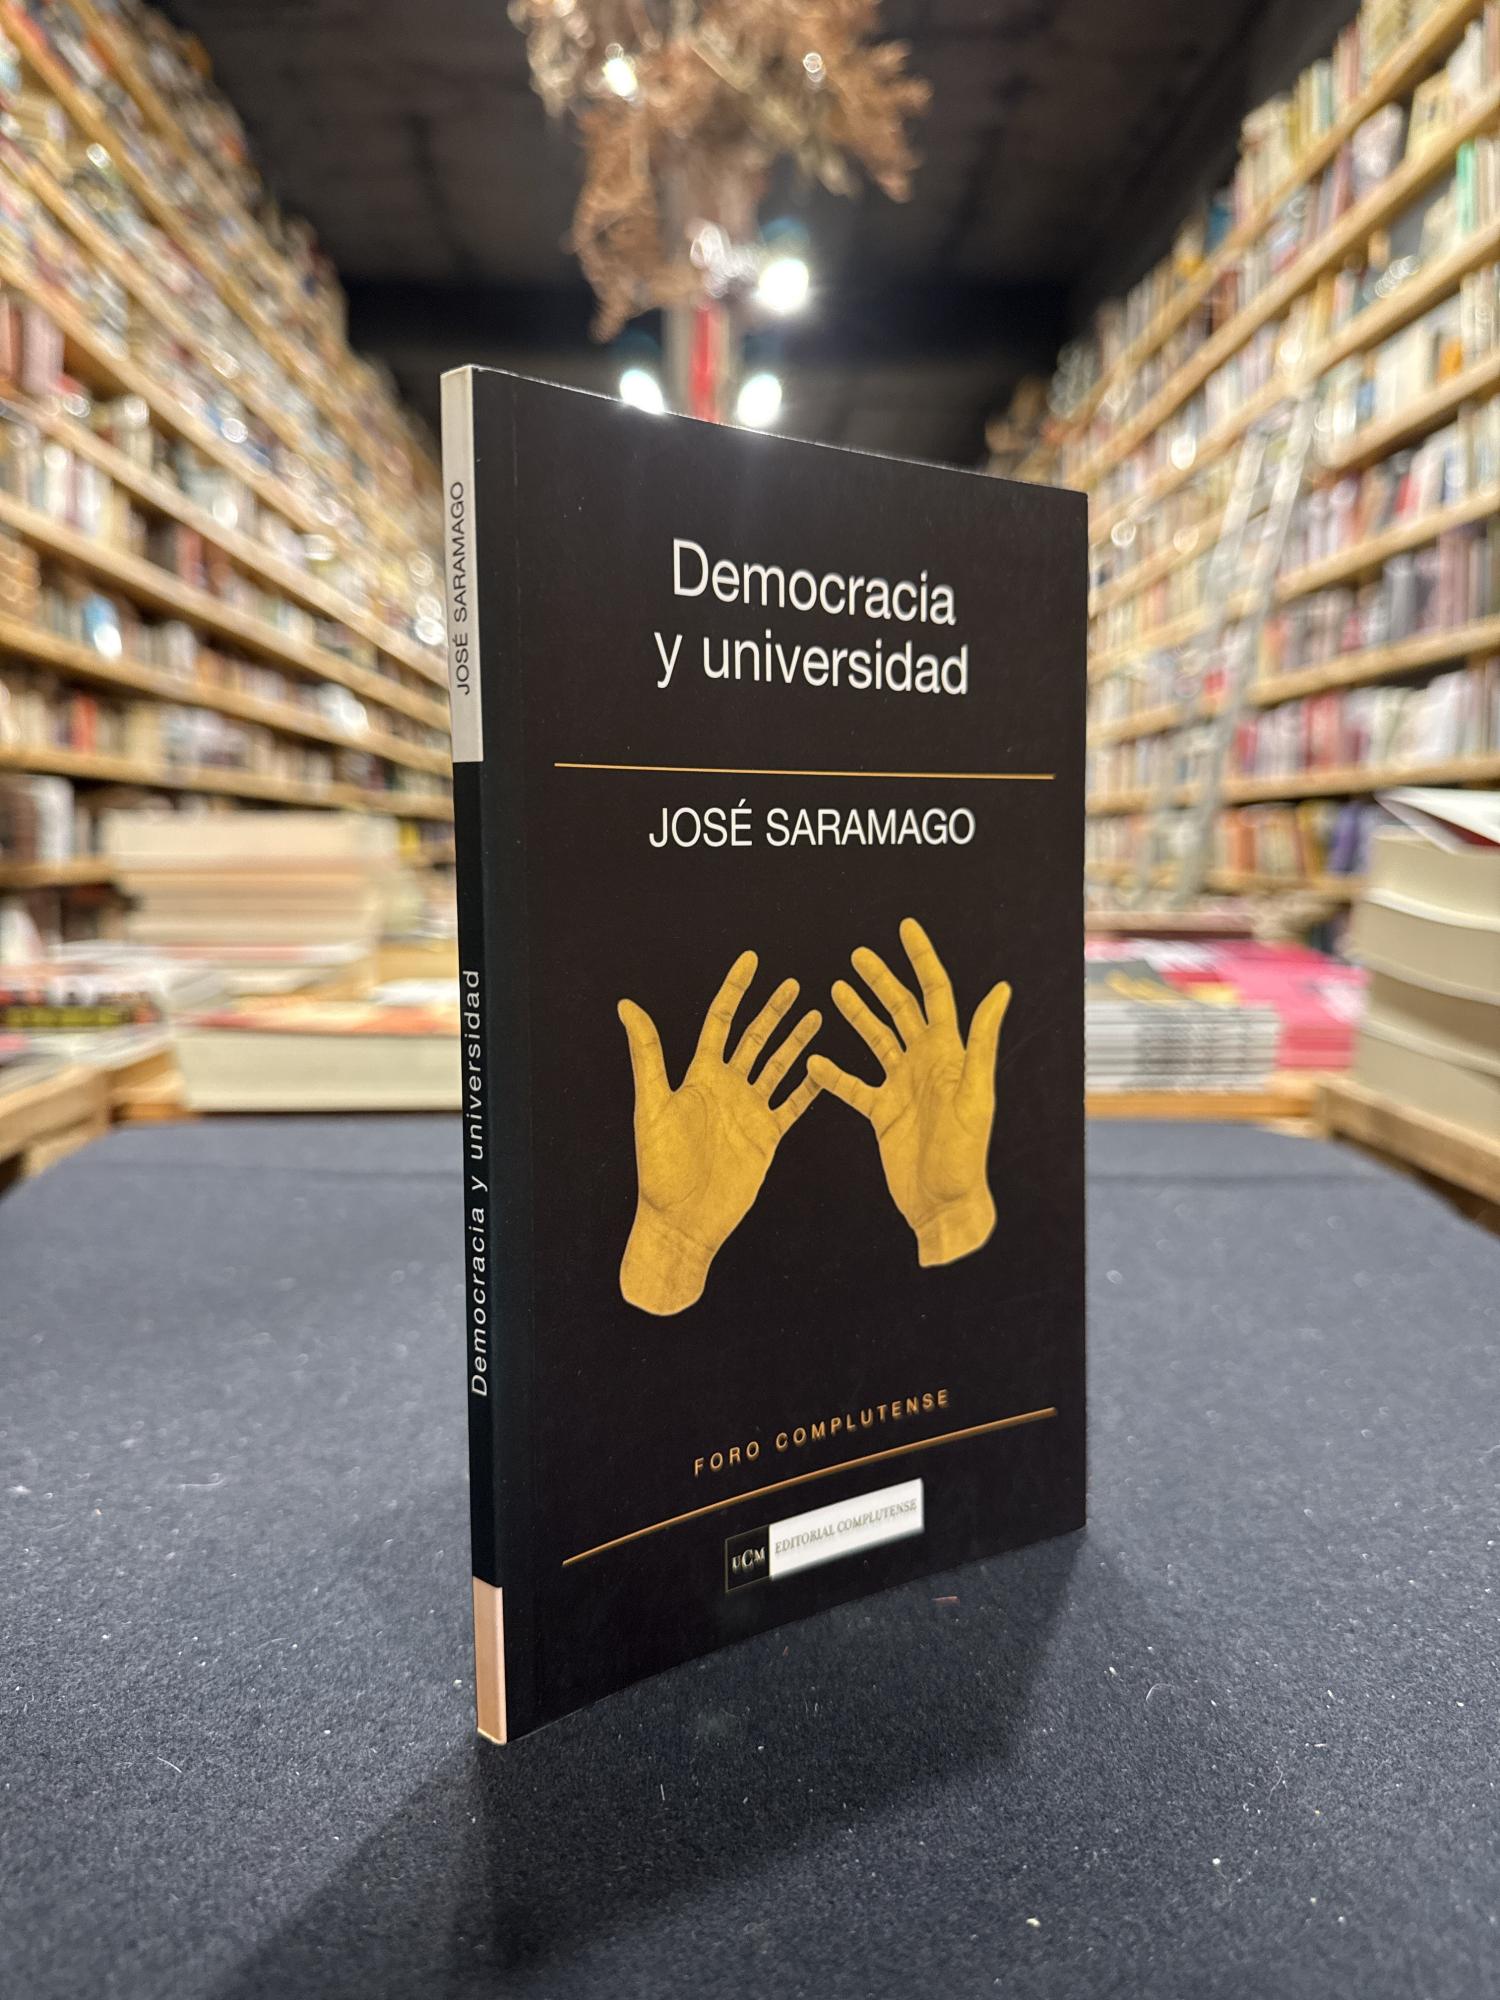 JOSÉ SARAMAGO
Democracia y universidad
Democracia
y universidad
JOSÉ SARAMAGO
FORO COMPLUTENSE
UCM EDITORIAL COMPLUTENSE